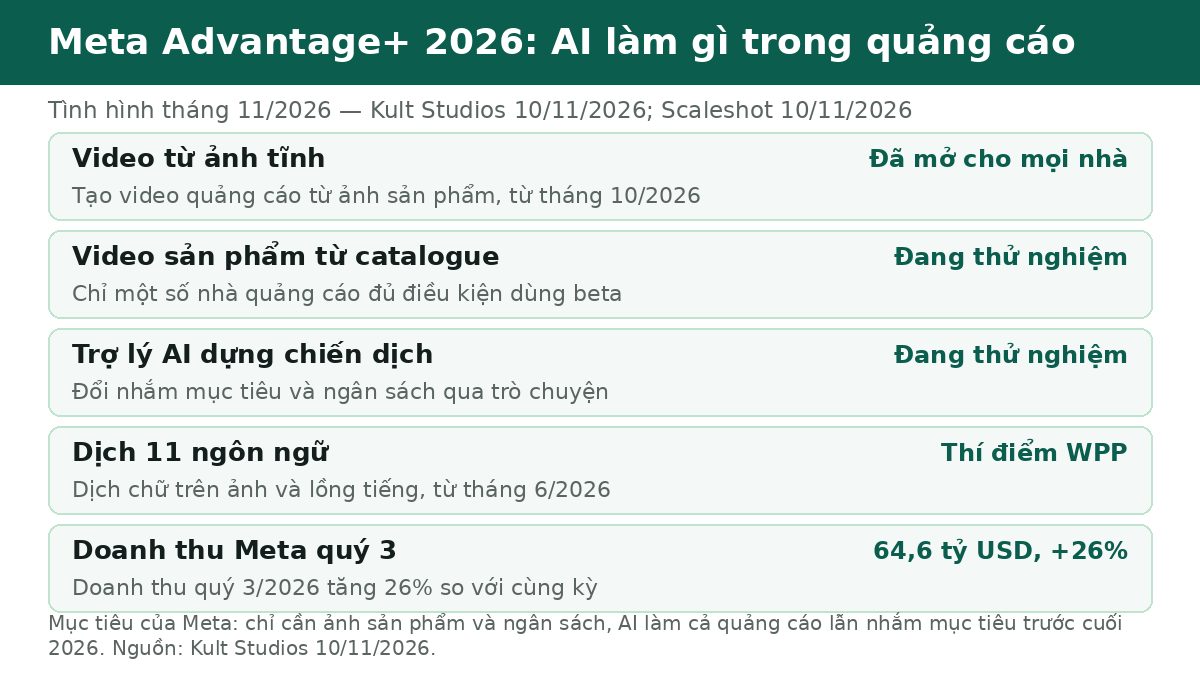 Meta Advantage+ 2026: AI làm gì trong quảng cáo
Tình hình tháng 11/2026 — Kult Studios 10/11/2026; Scaleshot 10/11/2026
Video từ ảnh tĩnh
Đã mở cho mọi nhà
Tạo video quảng cáo từ ảnh sản phẩm, từ tháng 10/2026
Video sản phẩm từ catalogue
Đang thử nghiệm
Chỉ một số nhà quảng cáo đủ điều kiện dùng beta
Trợ lý AI dựng chiến dịch
Đang thử nghiệm
Đổi nhắm mục tiêu và ngân sách qua trò chuyện
Dịch 11 ngôn ngữ
Thí điểm WPP
Dịch chữ trên ảnh và lồng tiếng, từ tháng 6/2026
Doanh thu Meta quý 3
64,6 tỷ USD, +26%
Doanh thu quý 3/2026 tăng 26% so với cùng kỳ
Mục tiêu của Meta: chỉ cần ảnh sản phẩm và ngân sách, AI làm cả quảng cáo lẫn nhắm mục tiêu trước cuối
2026. Nguồn: Kult Studios 10/11/2026.